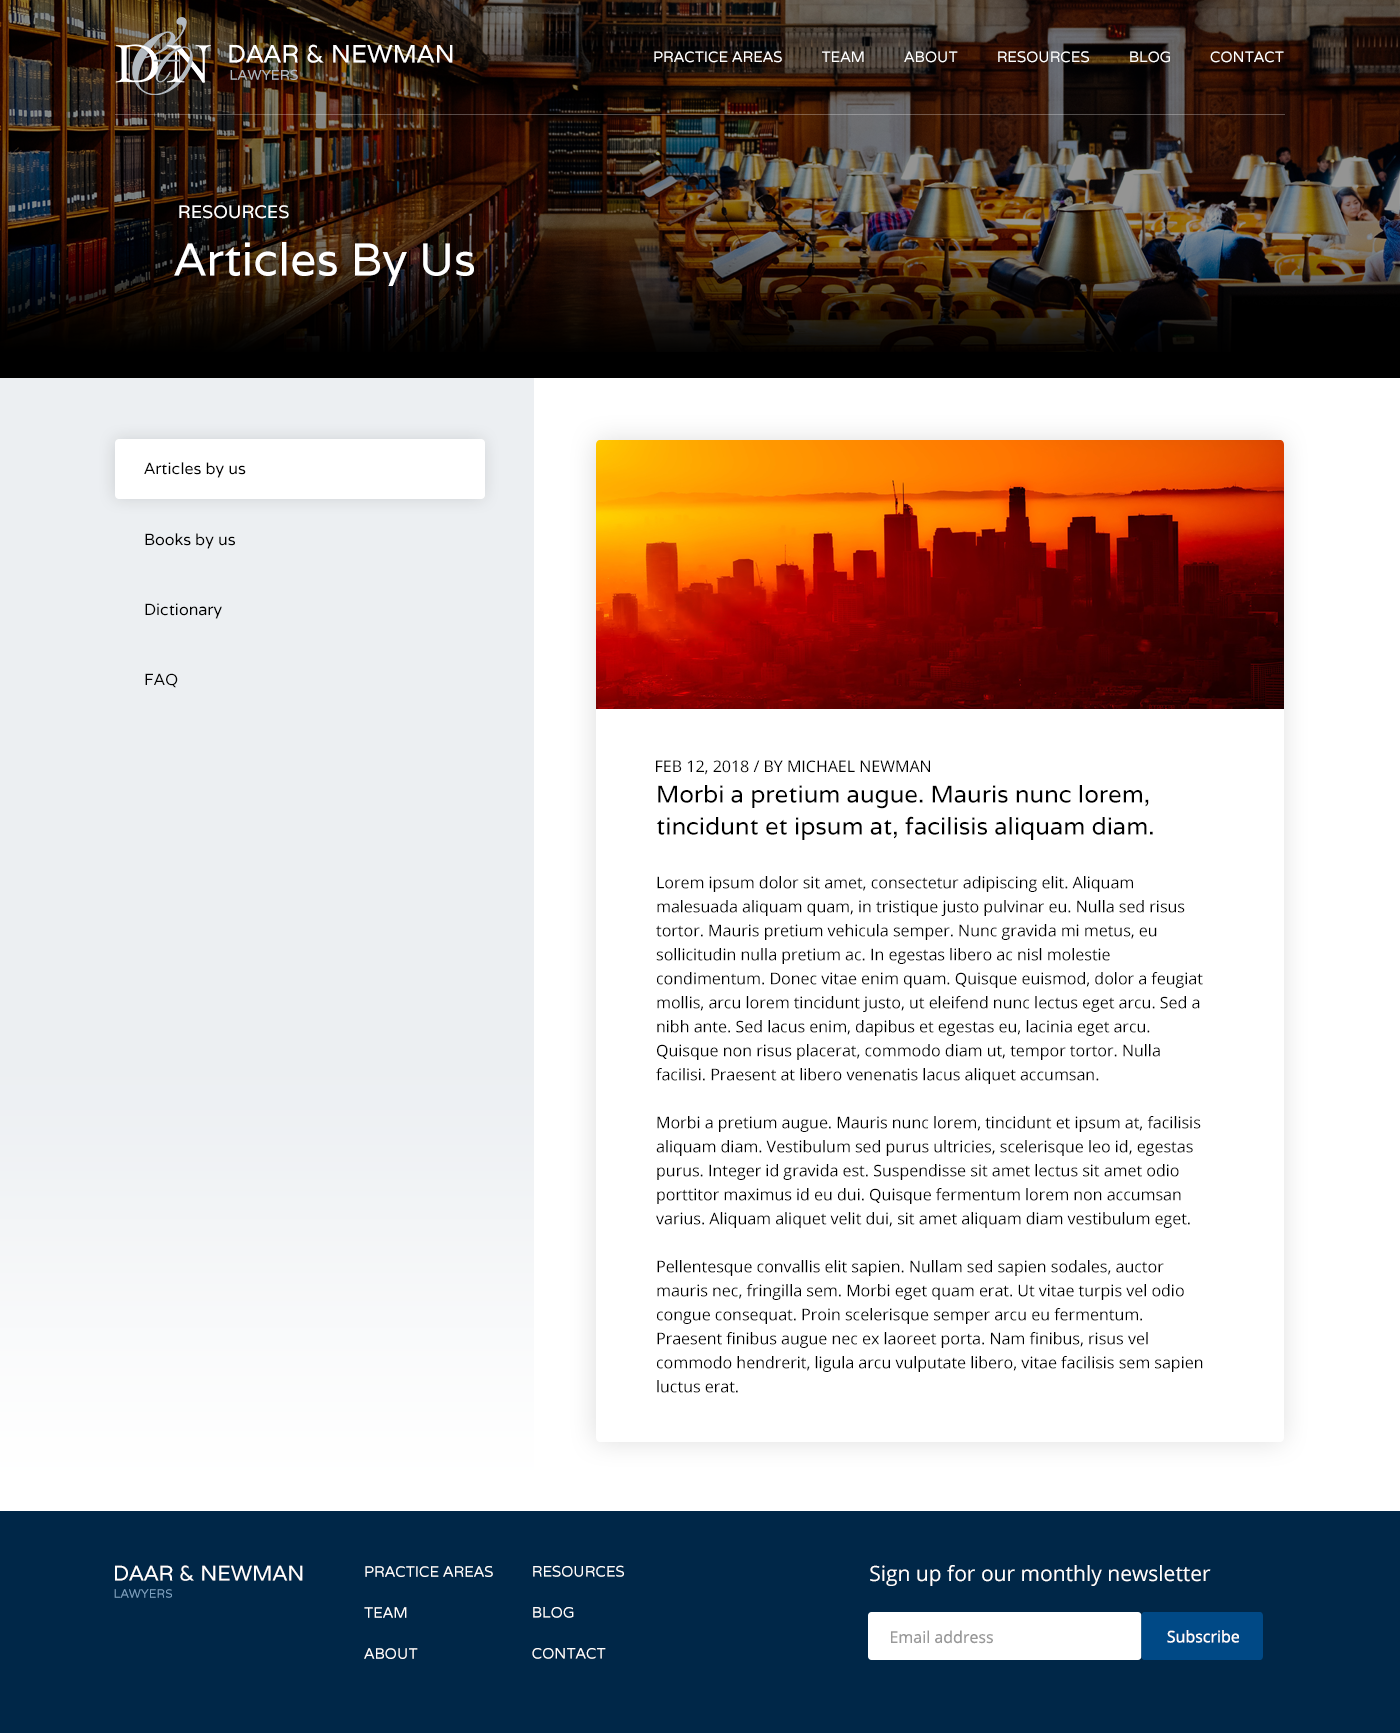 D&N
DAAR & NEWMAN
LAWYERS
PRACTICE AREAS TEAM ABOUT RESOURCES BLOG CONTACT
RESOURCES
Articles By Us
Articles by us
Books by us
Dictionary
FAQ
FEB 12, 2018 / BY MICHAEL NEWMAN
Morbi a pretium augue. Mauris nunc lorem,
tincidunt et ipsum at, facilisis aliquam diam.
Lorem ipsum dolor sit amet, consectetur adipiscing elit. Aliquam
malesuada aliquam quam, in tristique justo pulvinar eu. Nulla sed risus
tortor. Mauris pretium vehicula semper. Nunc gravida mi metus, eu
sollicitudin nulla pretium ac. In egestas libero ac nisl molestie
condimentum. Donec vitae enim quam. Quisque euismod, dolor a feugiat
mollis, arcu lorem tincidunt justo, ut eleifend nunc lectus eget arcu. Sed a
nibh ante. Sed lacus enim, dapibus et egestas eu, lacinia eget arcu.
Quisque non risus placerat, commodo diam ut, tempor tortor. Nulla
facilisi. Praesent at libero venenatis lacus aliquet accumsan.
Morbi a pretium augue. Mauris nunc lorem, tincidunt et ipsum at, facilisis
aliquam diam. Vestibulum sed purus ultricies, scelerisque leo id, egestas
purus. Integer id gravida est. Suspendisse sit amet lectus sit amet odio
porttitor maximus id eu dui. Quisque fermentum lorem non accumsan
varius. Aliquam aliquet velit dui, sit amet aliquam diam vestibulum eget.
Pellentesque convallis elit sapien. Nullam sed sapien sodales, auctor
mauris nec, fringilla sem. Morbi eget quam erat. Ut vitae turpis vel odio
congue consequat. Proin scelerisque semper arcu eu fermentum.
Praesent finibus augue nec ex laoreet porta. Nam finibus, risus vel
commodo hendrerit, ligula arcu vulputate libero, vitae facilisis sem sapien
luctus erat.
DAAR & NEWMAN
LAWYERS
PRACTICE AREAS
TEAM
ABOUT
RESOURCES
BLOG
CONTACT
Sign up for our monthly newsletter
Email address
Subscribe